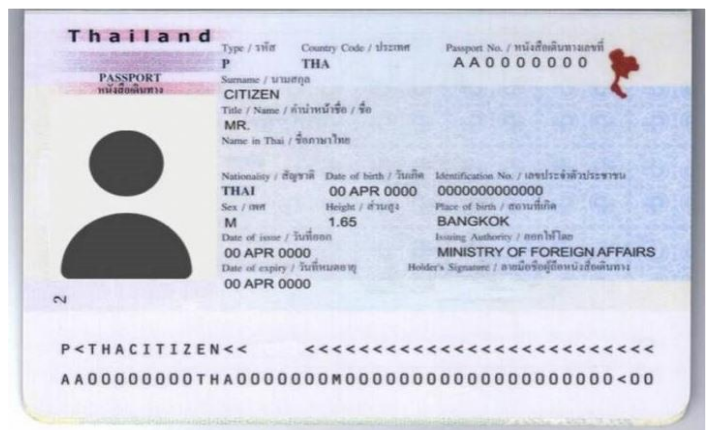 Thailand
PASSPORT
หนังสือเดินทาง
Type / รหัส Country Code / ประเทศ Passport No. / หนังสือเดินทางเลขที่
P THA AA0000000
Surname / นามสกุล
CITIZEN
Title / Name / คำนำหน้าชื่อ / ชื่อ
MR.
Name in Thai / ชื่อภาษาไทย
Nationality / สัญชาติ Date of birth / วันเกิด Identification No. / เลขประจำตัวประชาชน
THAI 00 APR 0000 0000000000000
Sex / เพศ Height / ส่วนสูง Place of birth / สถานที่เกิด
M 1.65 BANGKOK
Date of issue / วันที่ออก Issuing Authority / ออกให้โดย
00 APR 0000 MINISTRY OF FOREIGN AFFAIRS
Date of expiry / วันที่หมดอายุ Holder's Signature / ลายมือชื่อผู้ถือหนังสือเดินทาง
00 APR 0000
2
P<THACITIZEN<< <<<<<<<<<<<<<<<<<<<<<<<<<<
AA00000000THA0000000M0000000000000000000000<00